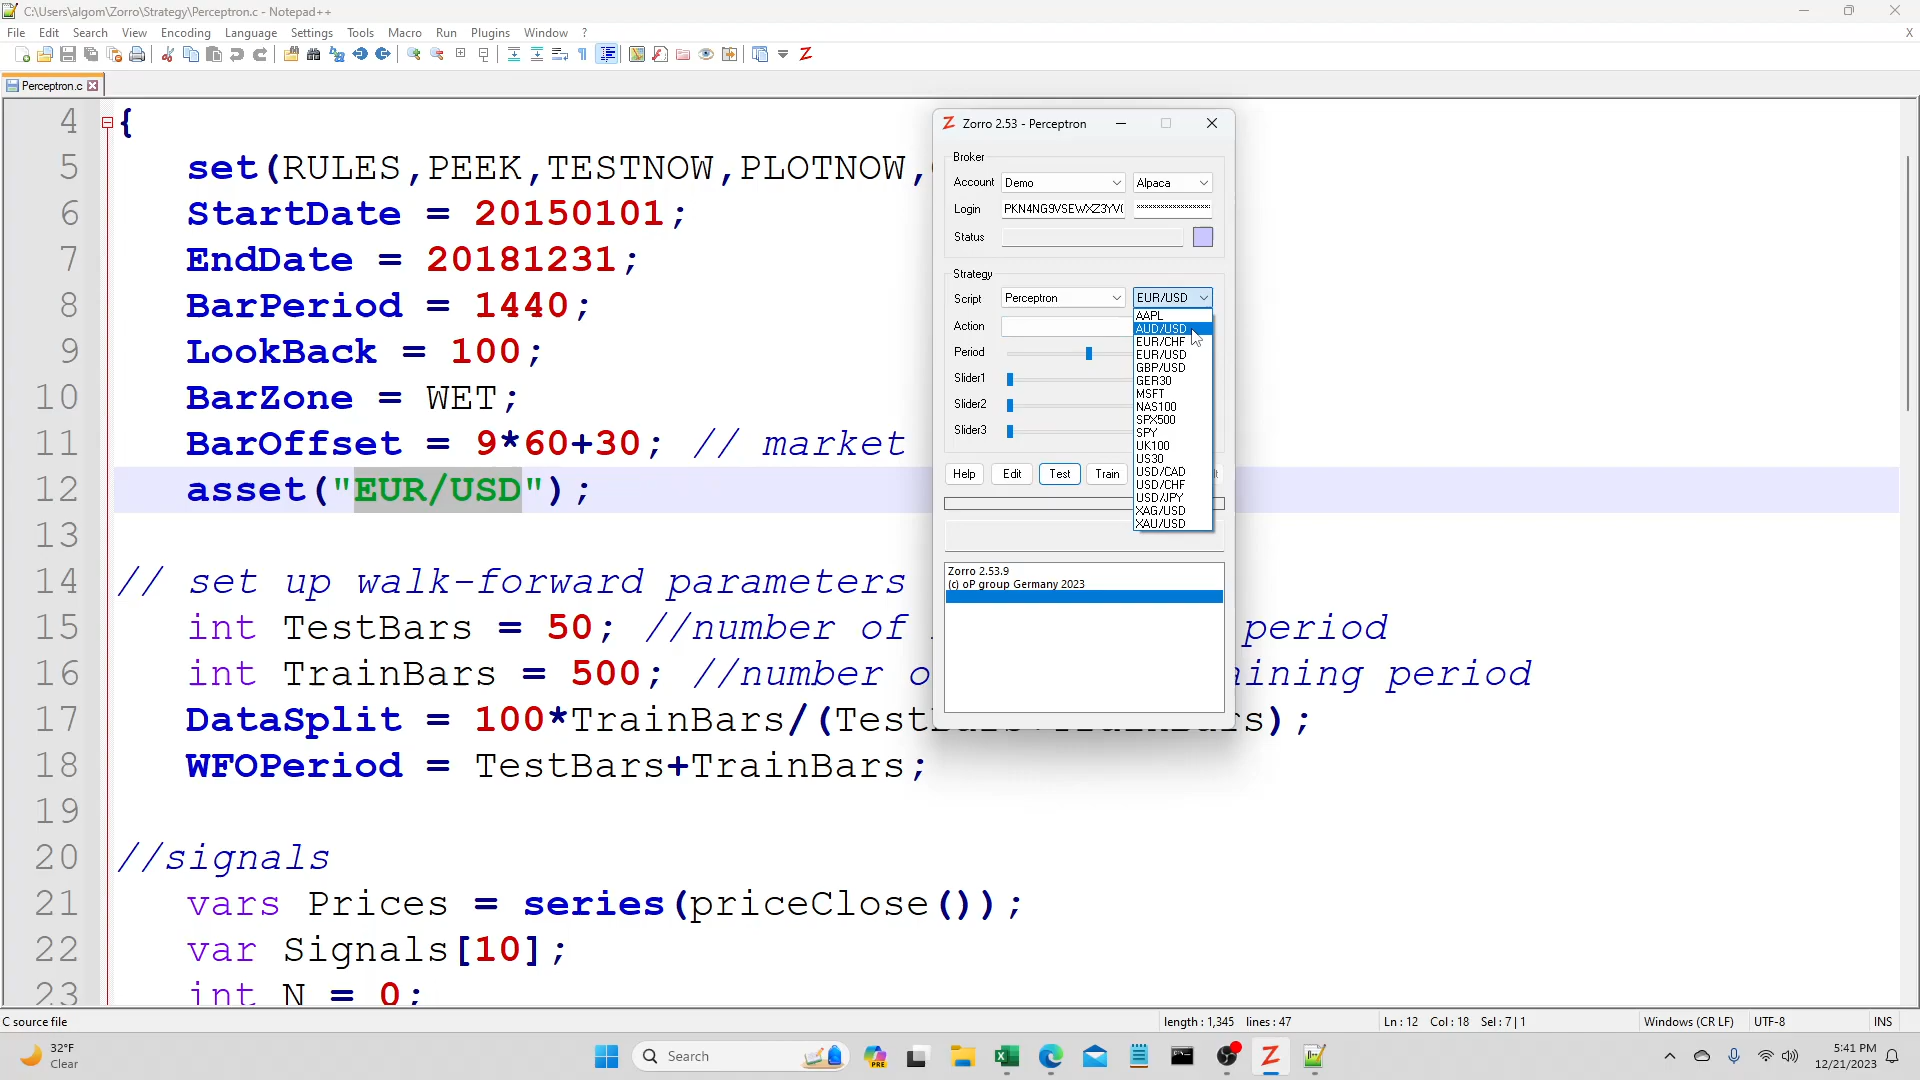 C:\Users\algom\Zorro\Strategy\Perceptron.c - Notepad++
File Edit Search View Encoding Language Settings Tools Macro Run Plugins Window ? X
Perceptron.c
4 {
5 set(RULES,PEEK,TESTNOW,PLOTNOW,
6 StartDate = 20150101;
7 EndDate = 20181231;
8 BarPeriod = 1440;
9 LookBack = 100;
10 BarZone = WET;
11 BarOffset = 9*60+30; // market
12 asset("EUR/USD");
13
14 // set up walk-forward parameters
15 int TestBars = 50; //number of period
16 int TrainBars = 500; //number o aining period
17 DataSplit = 100*TrainBars/(Test s);
18 WFOPeriod = TestBars+TrainBars;
19
20 //signals
21 vars Prices = series(priceClose());
22 var Signals[10];
23 int N = 0;
Zorro 2.53 - Perceptron
Broker
Account Demo Alpaca
Login PKN4NG9VSEWXZ3YV( ********************
Status
Strategy
Script Perceptron EUR/USD
Action
Period
Slider1
Slider2
Slider3
AAPL
AUD/USD
EUR/CHF
EUR/USD
GBP/USD
GER30
MSFT
NAS100
SPX500
SPY
UK100
US30
USD/CAD
USD/CHF
USD/JPY
XAG/USD
XAU/USD
Help Edit Test Train
Zorro 2.53.9
(c) oP group Germany 2023
C source file length : 1,345 lines : 47 Ln : 12 Col : 18 Sel : 7 | 1 Windows (CR LF) UTF-8 INS
32°F
Clear
Search
PRE
5:41 PM
12/21/2023